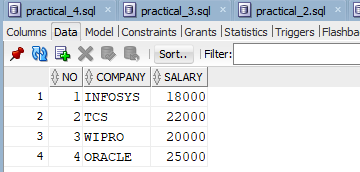 practical_4.sql practical_3.sql practical_2.sql
Columns Data Model Constraints Grants Statistics Triggers Flashba
Sort.. Filter:
NO COMPANY SALARY
1 1 INFOSYS 18000
2 2 TCS 22000
3 3 WIPRO 20000
4 4 ORACLE 25000